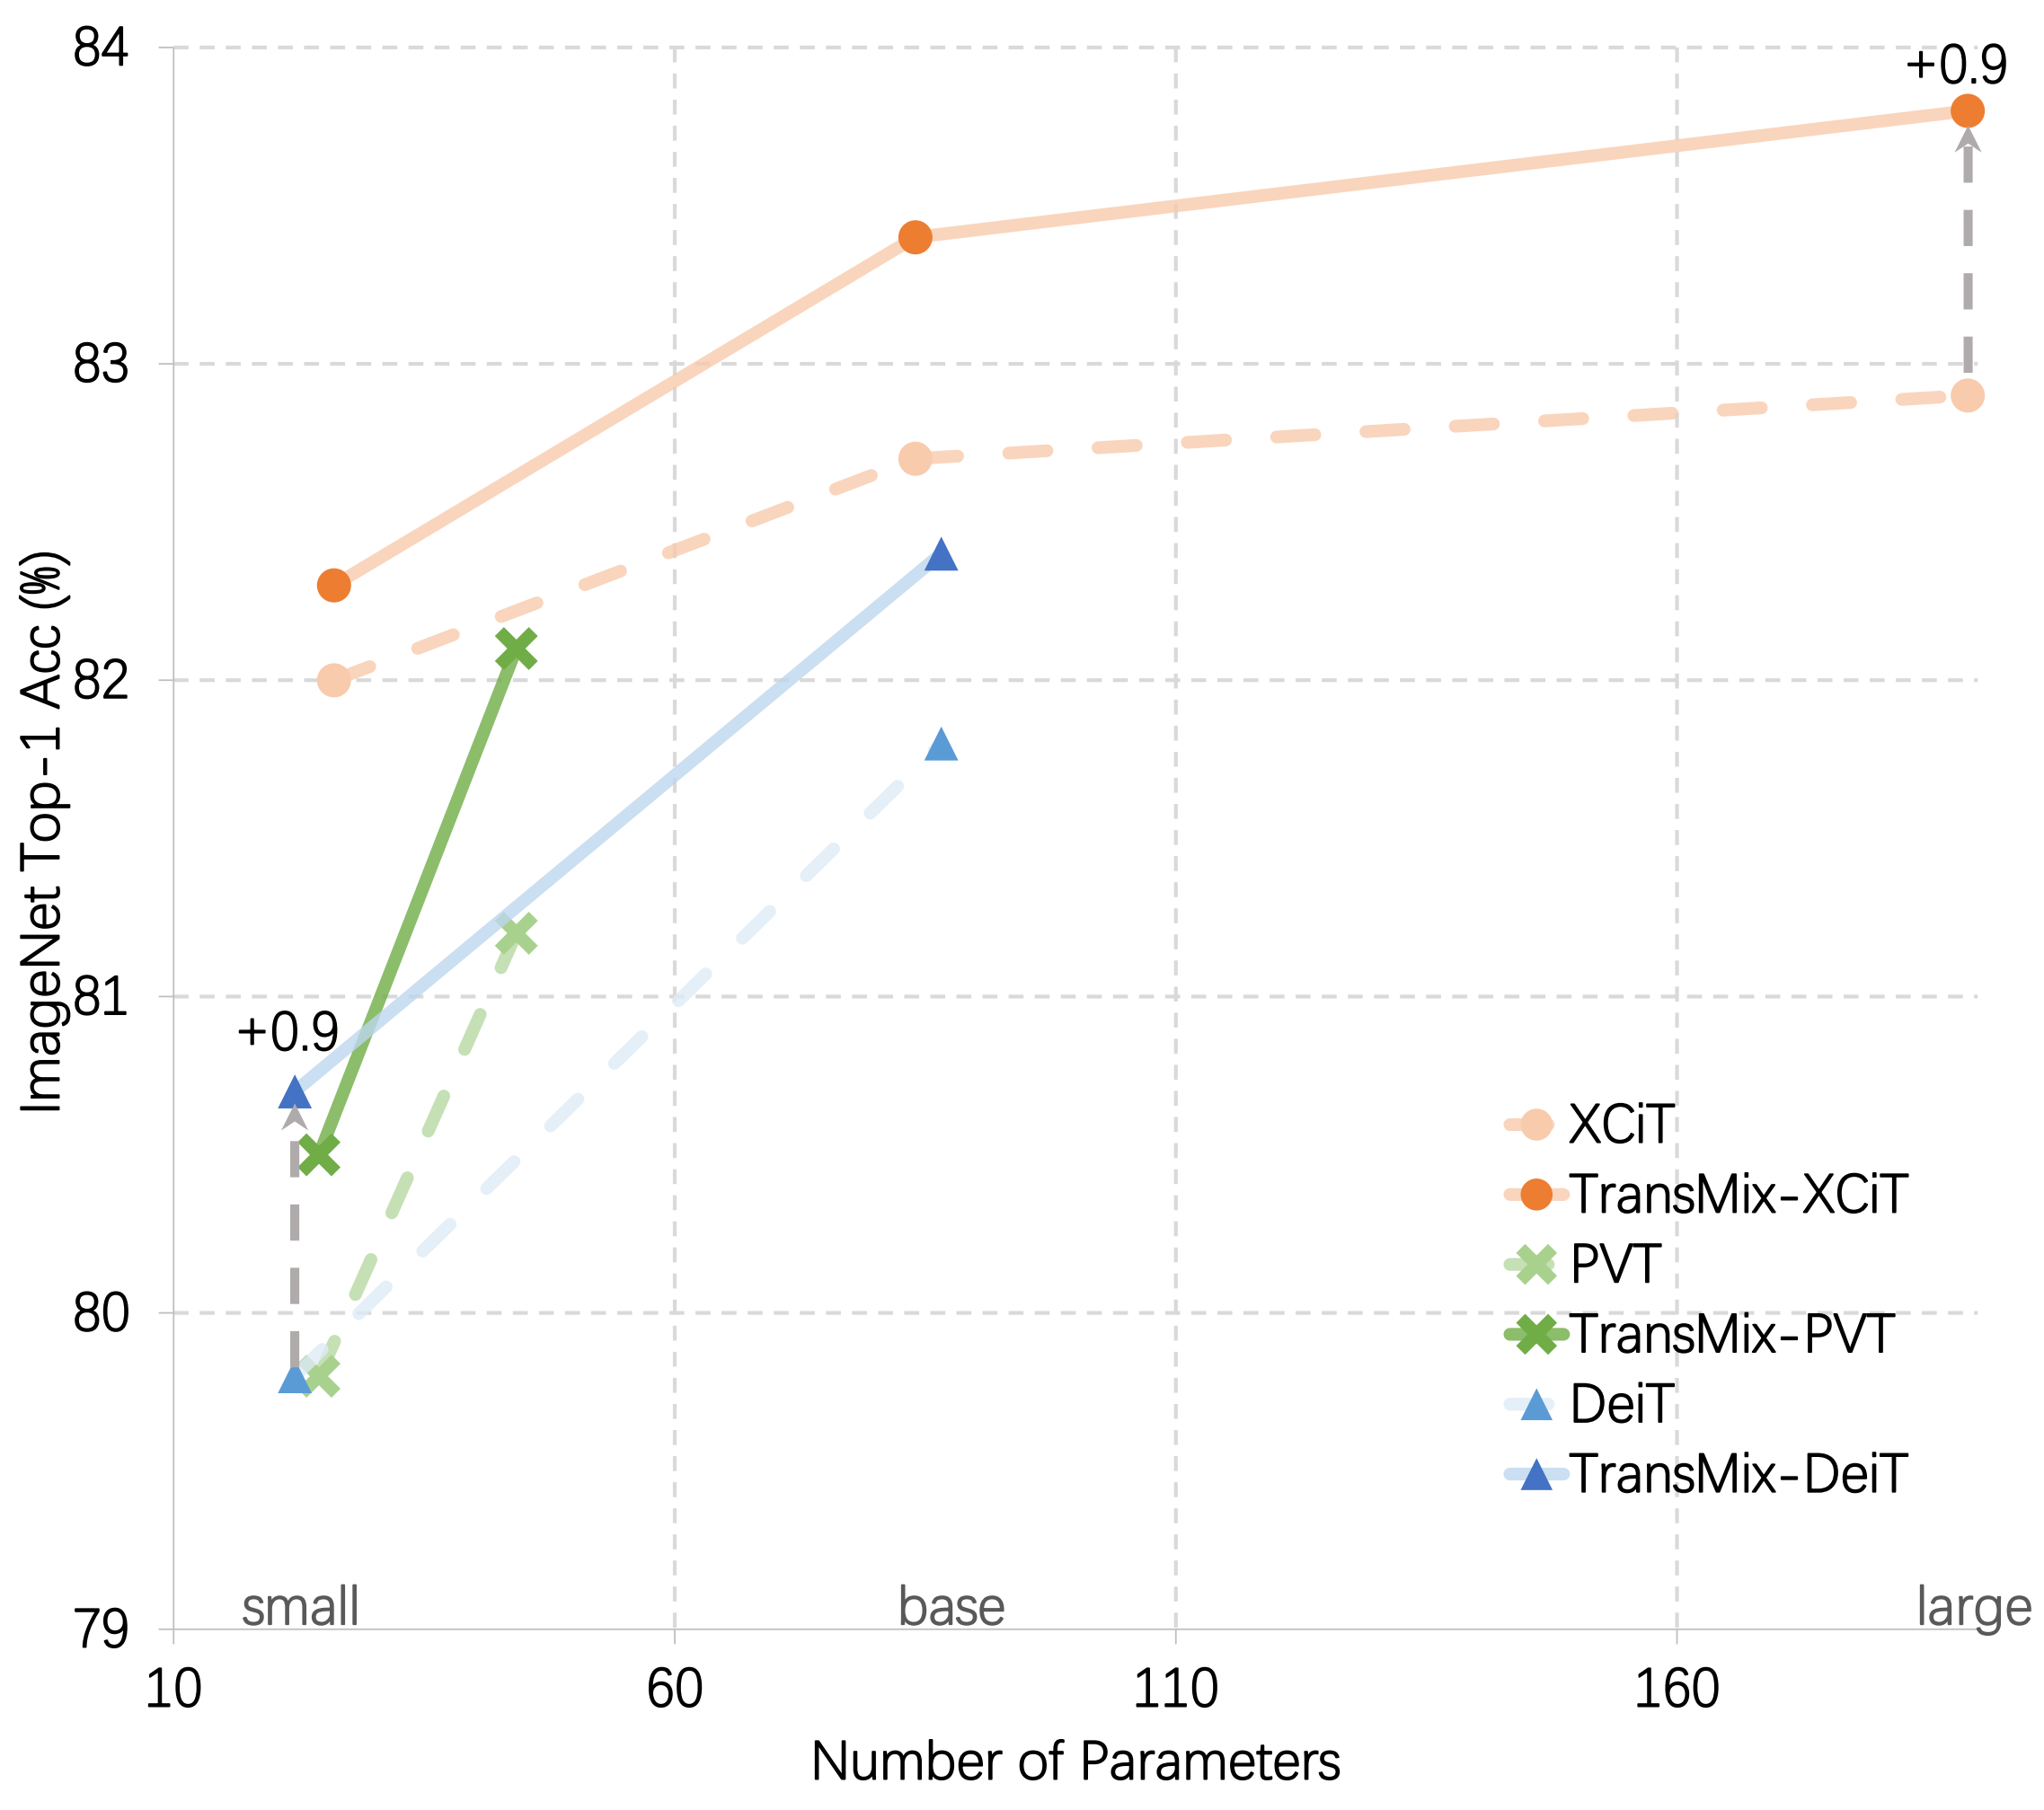 84
+0.9
83
82
81
+0.9
80
79
ImageNet Top-1 Acc (%)
XCiT
TransMix-XCiT
PVT
TransMix-PVT
DeiT
TransMix-DeiT
small
base
large
10
60
110
160
Number of Parameters